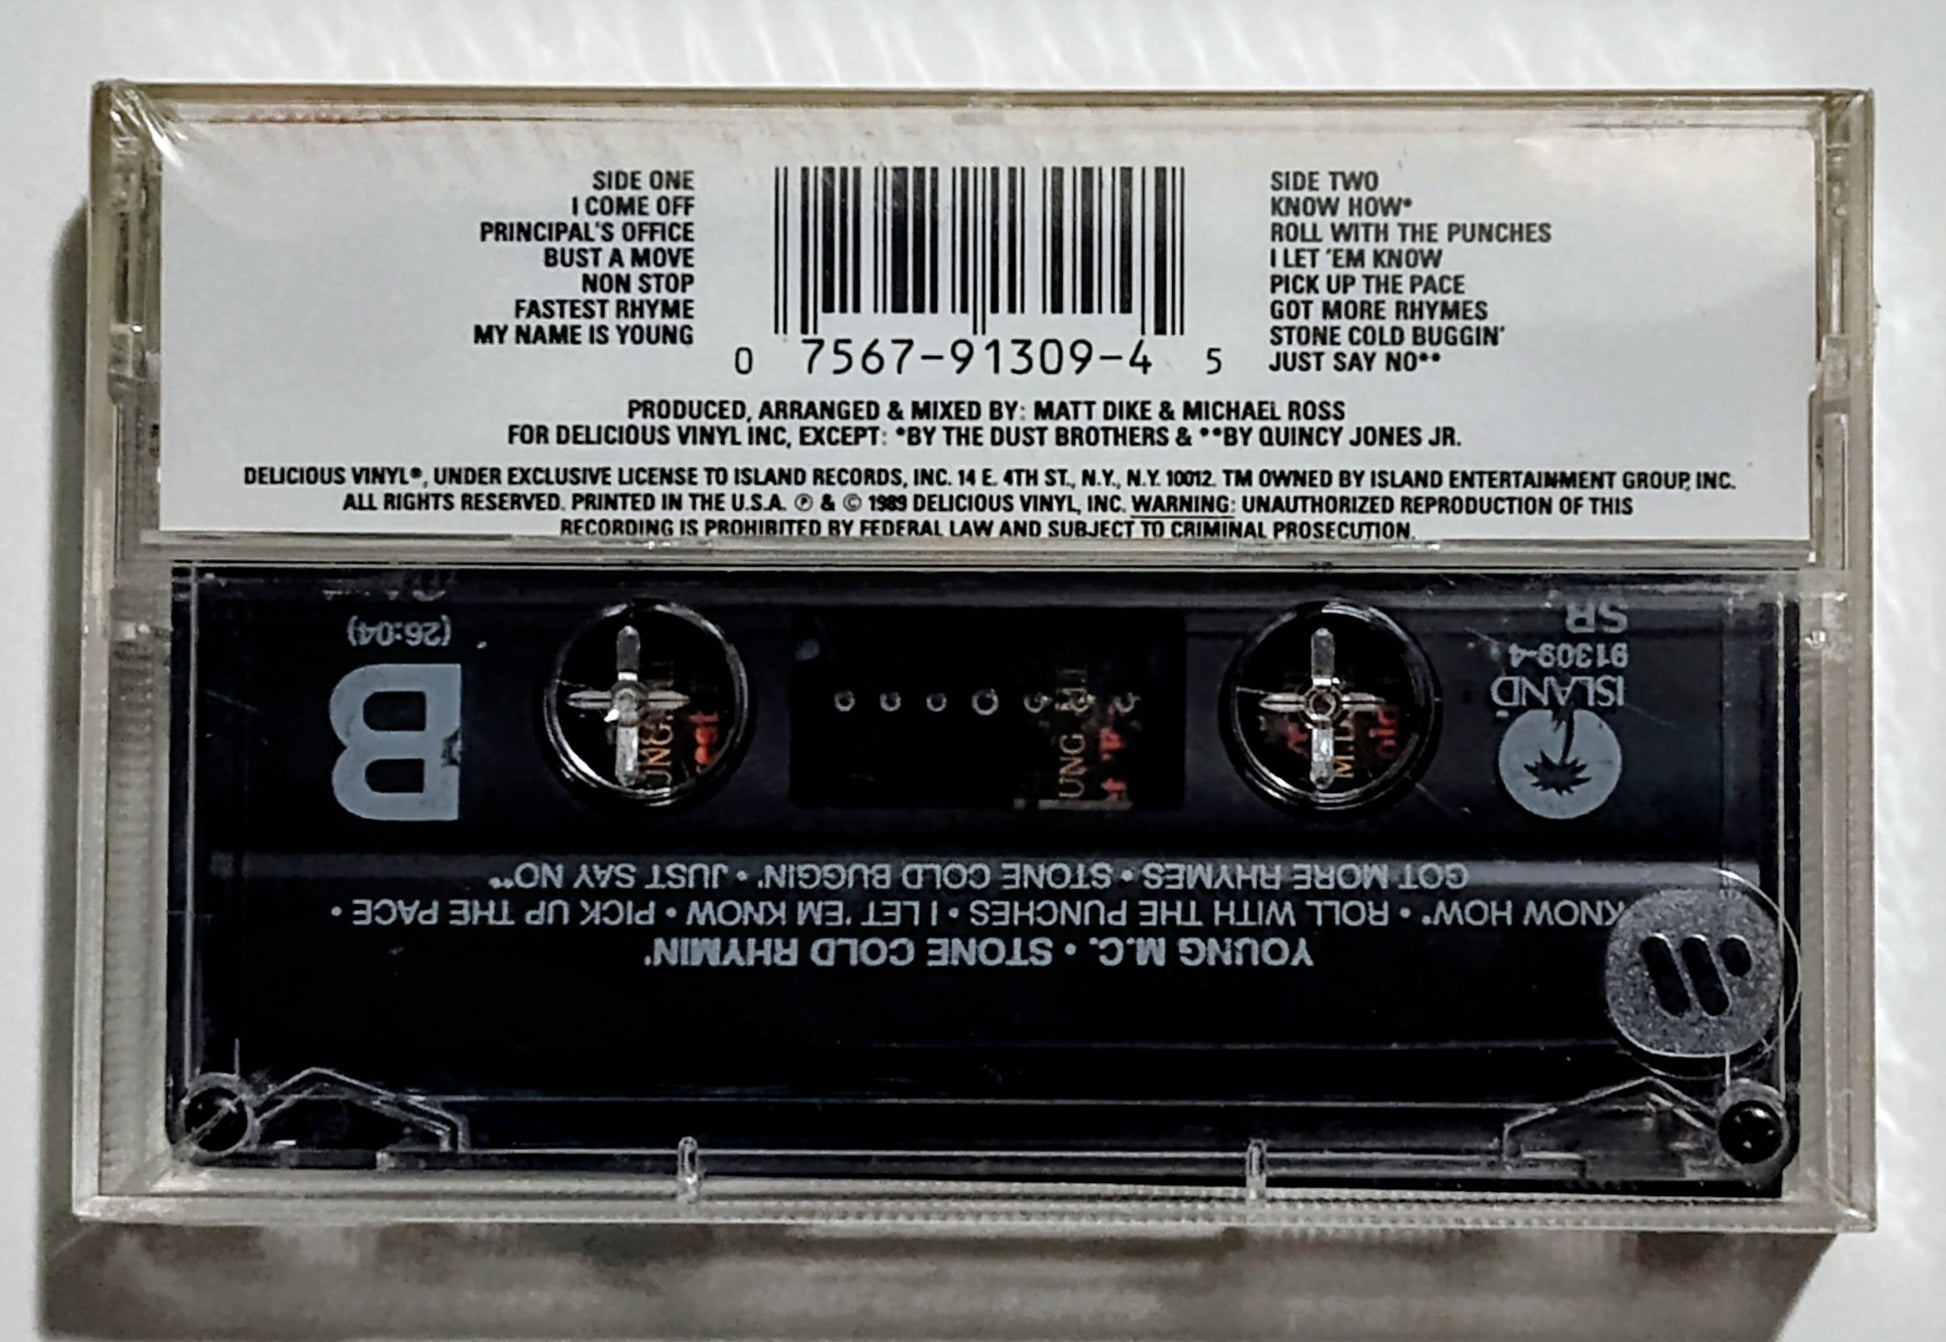 SIDE ONE
I COME OFF
PRINCIPAL'S OFFICE
BUST A MOVE
NON STOP
FASTEST RHYME
MY NAME IS YOUNG
0 7567-91309-4 5
SIDE TWO
KNOW HOW*
ROLL WITH THE PUNCHES
I LET 'EM KNOW
PICK UP THE PACE
GOT MORE RHYMES
STONE COLD BUGGIN'
JUST SAY NO**
PRODUCED, ARRANGED & MIXED BY: MATT DIKE & MICHAEL ROSS
FOR DELICIOUS VINYL INC, EXCEPT: *BY THE DUST BROTHERS & **BY QUINCY JONES JR.
DELICIOUS VINYL®, UNDER EXCLUSIVE LICENSE TO ISLAND RECORDS, INC. 14 E. 4TH ST., N.Y., N.Y. 10012. TM OWNED BY ISLAND ENTERTAINMENT GROUP, INC.
ALL RIGHTS RESERVED. PRINTED IN THE U.S.A. ℗ & © 1989 DELICIOUS VINYL, INC. WARNING: UNAUTHORIZED REPRODUCTION OF THIS
RECORDING IS PROHIBITED BY FEDERAL LAW AND SUBJECT TO CRIMINAL PROSECUTION.
YOUNG M.C. • STONE COLD RHYMIN'
KNOW HOW* • ROLL WITH THE PUNCHES • I LET 'EM KNOW • PICK UP THE PACE •
GOT MORE RHYMES • STONE COLD BUGGIN' • JUST SAY NO**
ISLAND
91309-4
SR
B
(26:04)